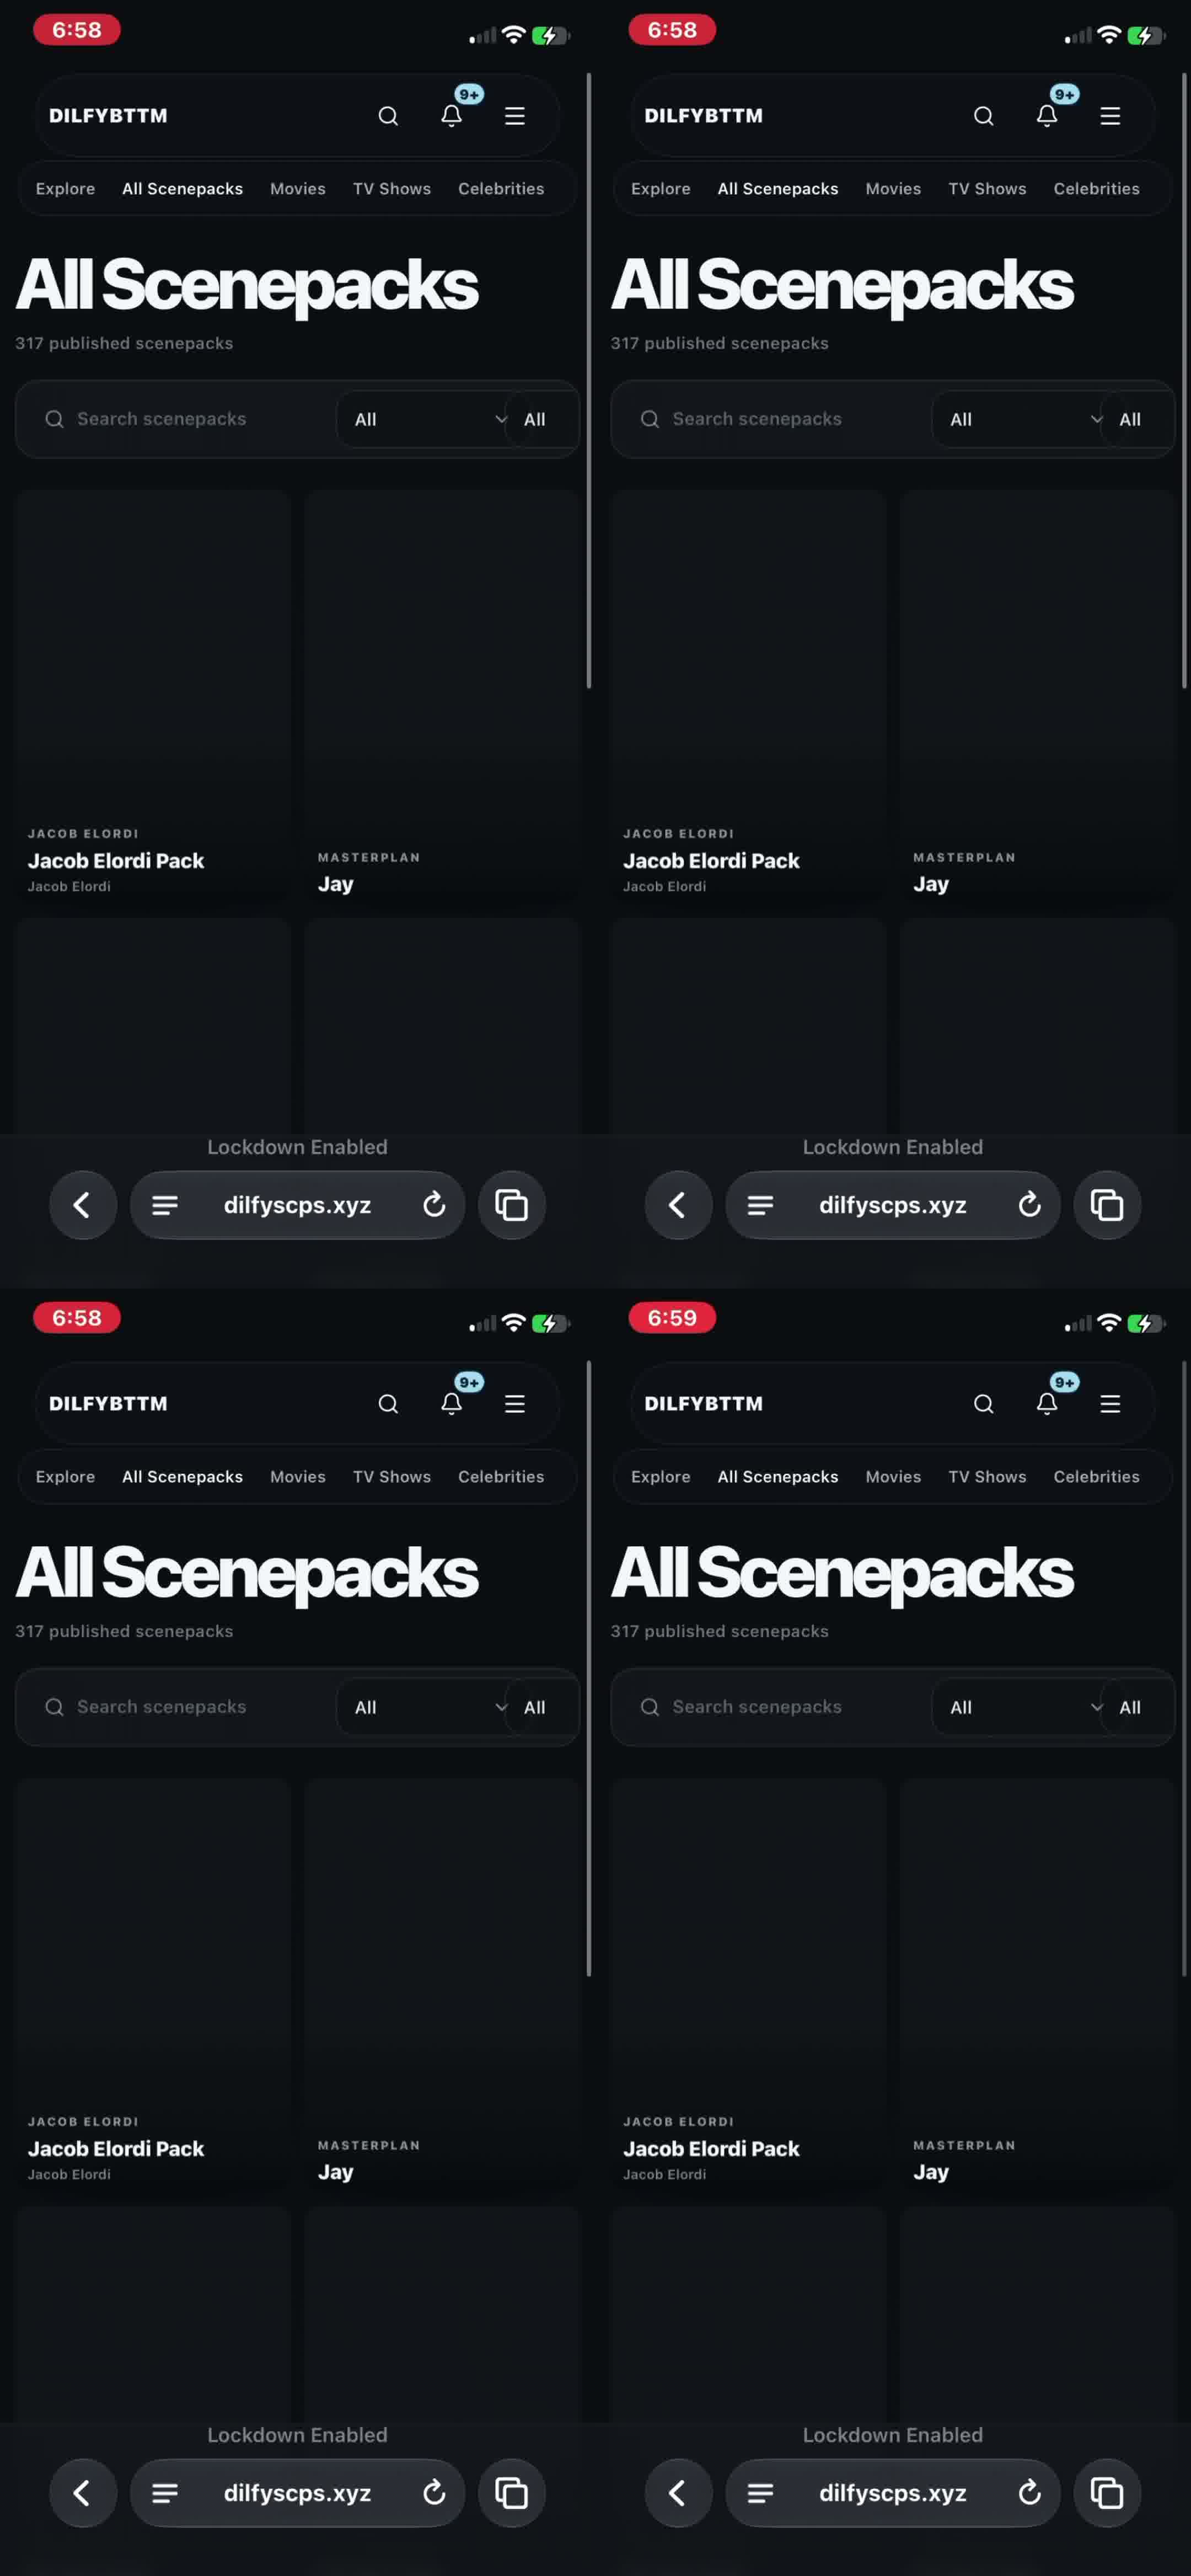 6:58
9+
DILFYBTTM
Explore All Scenepacks Movies TV Shows Celebrities
All Scenepacks
317 published scenepacks
Search scenepacks All All
JACOB ELORDI
Jacob Elordi Pack
Jacob Elordi
MASTERPLAN
Jay
Lockdown Enabled
dilfyscps.xyz
6:58
9+
DILFYBTTM
Explore All Scenepacks Movies TV Shows Celebrities
All Scenepacks
317 published scenepacks
Search scenepacks All All
JACOB ELORDI
Jacob Elordi Pack
Jacob Elordi
MASTERPLAN
Jay
Lockdown Enabled
dilfyscps.xyz
6:58
9+
DILFYBTTM
Explore All Scenepacks Movies TV Shows Celebrities
All Scenepacks
317 published scenepacks
Search scenepacks All All
JACOB ELORDI
Jacob Elordi Pack
Jacob Elordi
MASTERPLAN
Jay
Lockdown Enabled
dilfyscps.xyz
6:59
9+
DILFYBTTM
Explore All Scenepacks Movies TV Shows Celebrities
All Scenepacks
317 published scenepacks
Search scenepacks All All
JACOB ELORDI
Jacob Elordi Pack
Jacob Elordi
MASTERPLAN
Jay
Lockdown Enabled
dilfyscps.xyz